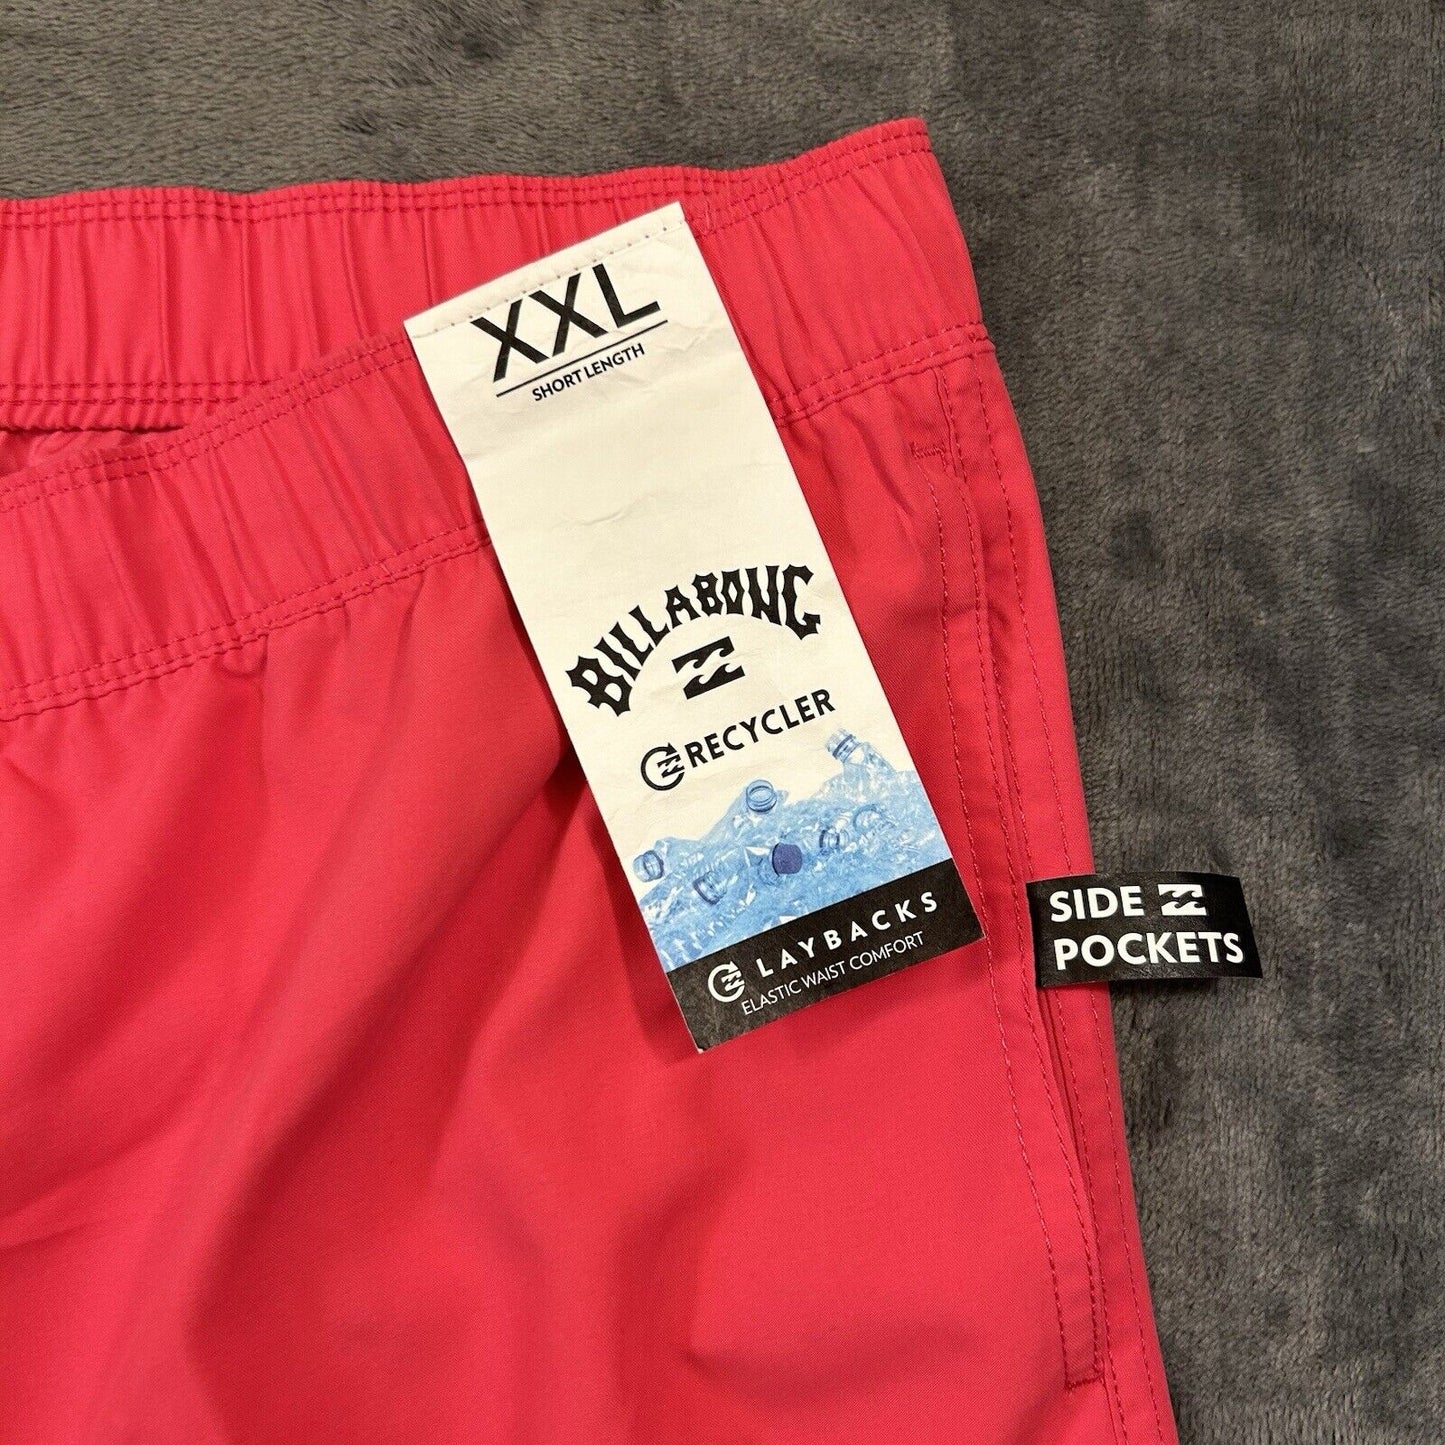 XXL
SHORT LENGTH
BILLABONG
RECYCLER
LAYBACKS
ELASTIC WAIST COMFORT
SIDE
POCKETS